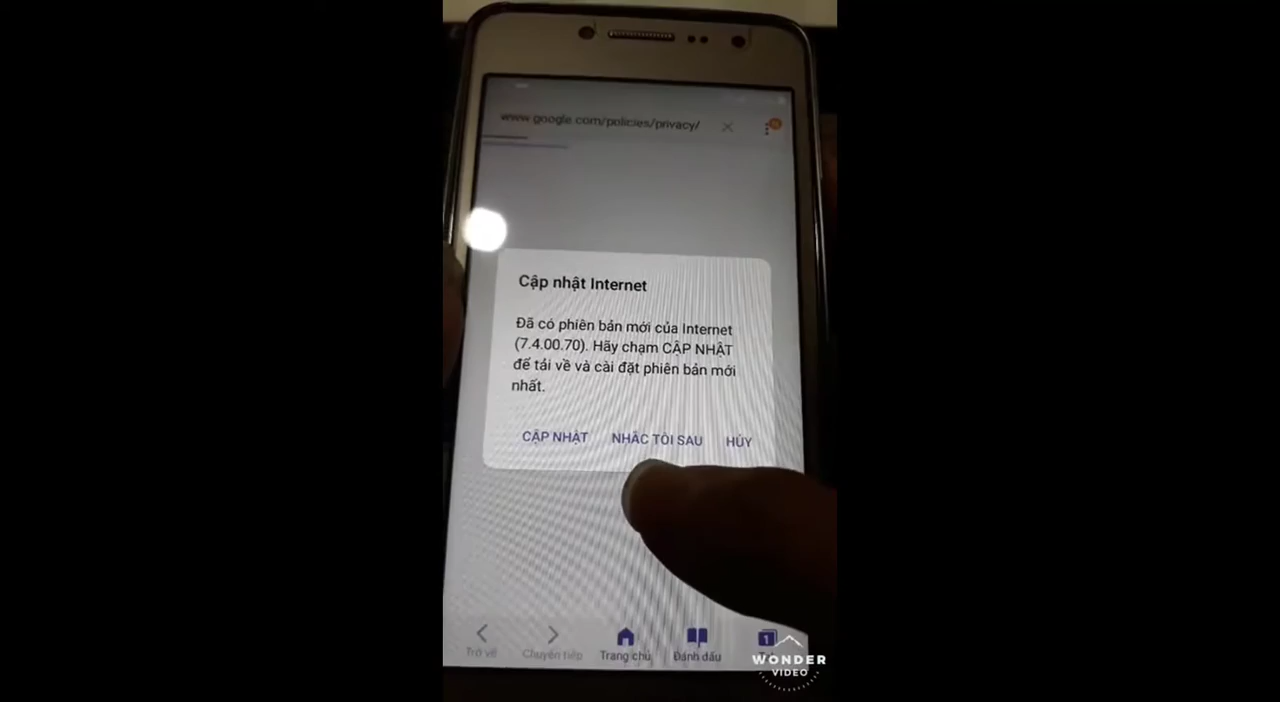 www.google.com/policies/privacy/
Cập nhật Internet
Đã có phiên bản mới của Internet
(7.4.00.70). Hãy chạm CẬP NHẬT
để tải về và cài đặt phiên bản mới
nhất.
CẬP NHẬT NHẮC TÔI SAU HỦY
1
Trở về Chuyển tiếp Trang chủ Đánh dấu
WONDER
VIDEO